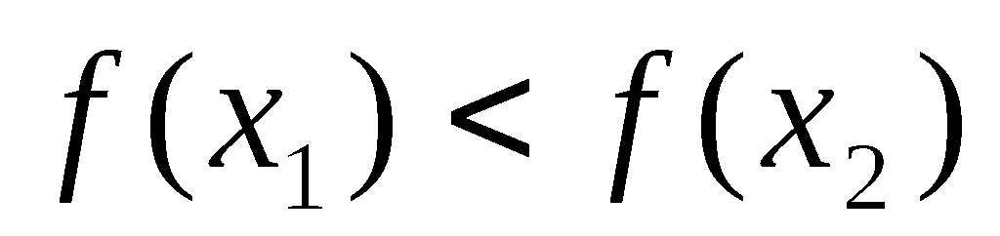 f(x₁) < f(x₂)